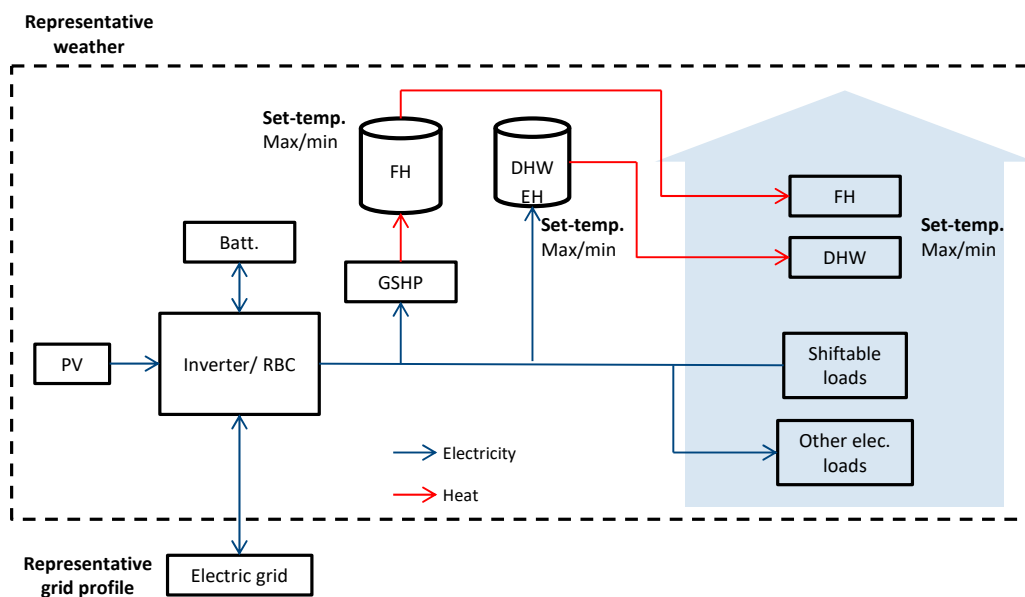 Representative
weather
Set-temp.
Max/min
FH
DHW
EH
Set-temp.
Max/min
FH
DHW
Set-temp.
Max/min
Batt.
GSHP
PV
Inverter/ RBC
Shiftable
loads
Other elec.
loads
Electricity
Heat
Representative
grid profile
Electric grid